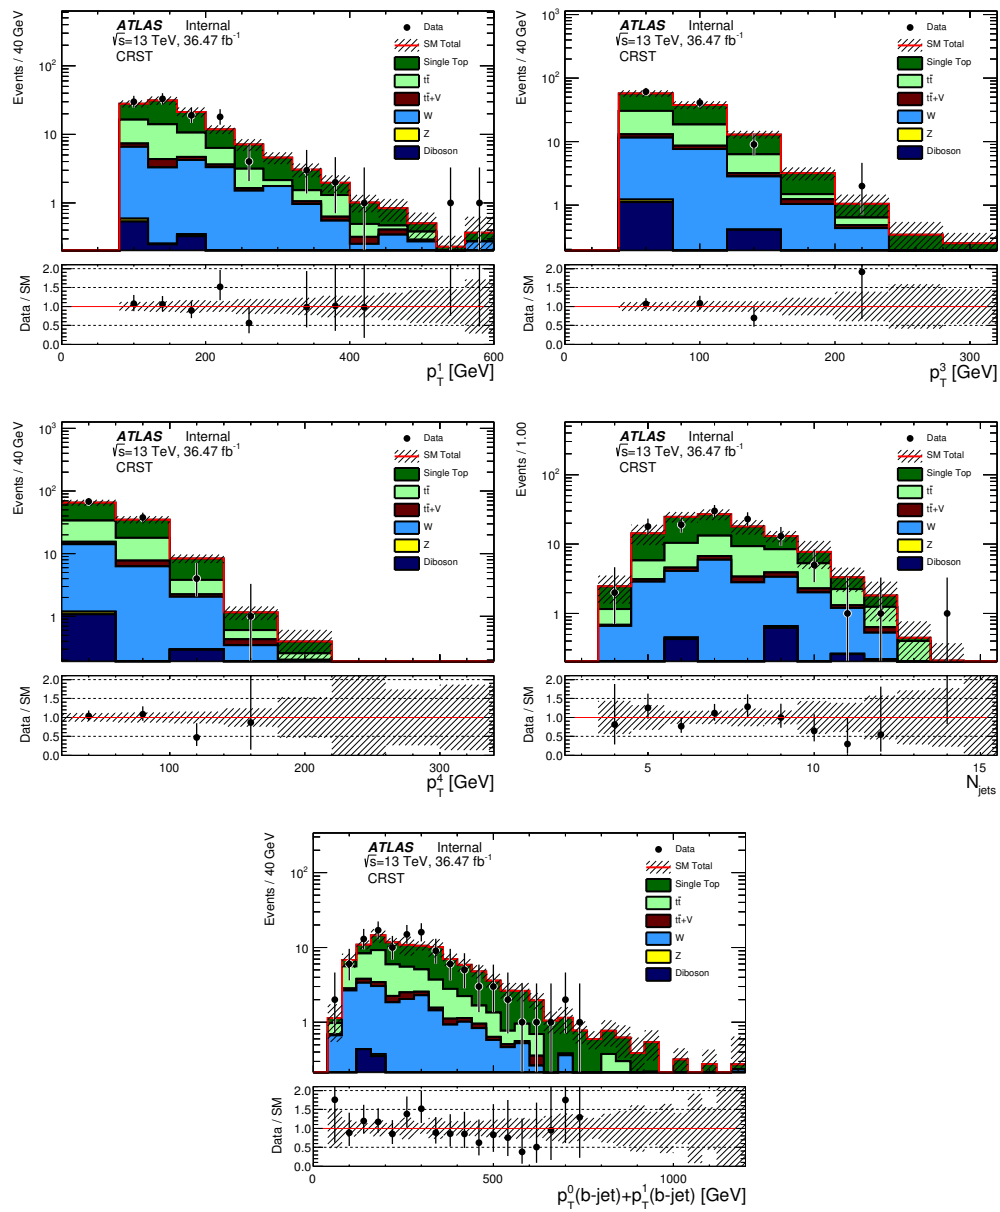 Events / 40 GeV
10²
10
1
ATLAS Internal
√s=13 TeV, 36.47 fb⁻¹
CRST
Data
SM Total
Single Top
tt̄
tt̄+V
W
Z
Diboson
Data / SM
2.0
1.5
1.0
0.5
0.0
0 200 400 600
p_T^1 [GeV]
Events / 40 GeV
10³
10²
10
1
ATLAS Internal
√s=13 TeV, 36.47 fb⁻¹
CRST
Data
SM Total
Single Top
tt̄
tt̄+V
W
Z
Diboson
Data / SM
2.0
1.5
1.0
0.5
0.0
0 100 200 300
p_T^3 [GeV]
Events / 40 GeV
10³
10²
10
1
ATLAS Internal
√s=13 TeV, 36.47 fb⁻¹
CRST
Data
SM Total
Single Top
tt̄
tt̄+V
W
Z
Diboson
Data / SM
2.0
1.5
1.0
0.5
0.0
100 200 300
p_T^4 [GeV]
Events / 1.00
10³
10²
10
1
ATLAS Internal
√s=13 TeV, 36.47 fb⁻¹
CRST
Data
SM Total
Single Top
tt̄
tt̄+V
W
Z
Diboson
Data / SM
2.0
1.5
1.0
0.5
0.0
5 10 15
N_jets
Events / 40 GeV
10²
10
1
ATLAS Internal
√s=13 TeV, 36.47 fb⁻¹
CRST
Data
SM Total
Single Top
tt̄
tt̄+V
W
Z
Diboson
Data / SM
2.0
1.5
1.0
0.5
0.0
0 500 1000
p_T^0(b-jet)+p_T^1(b-jet) [GeV]